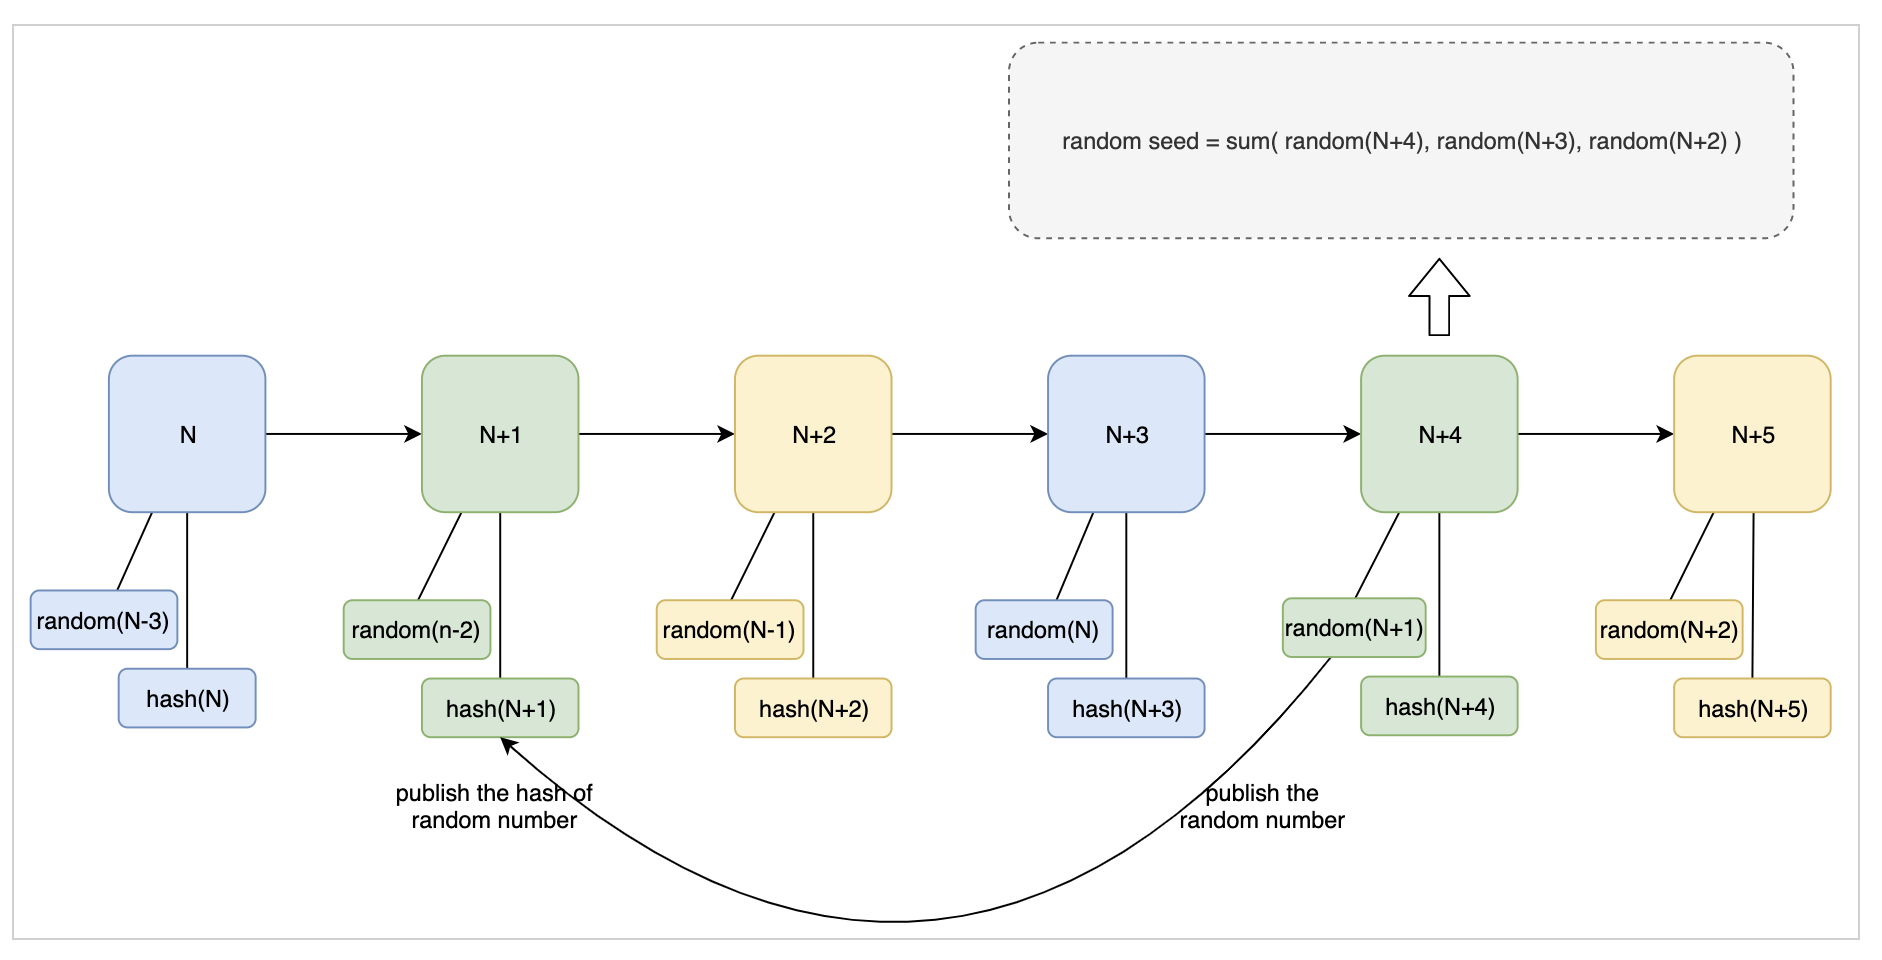 random seed = sum( random(N+4), random(N+3), random(N+2) )
N
N+1
N+2
N+3
N+4
N+5
random(N-3)
random(n-2)
random(N-1)
random(N)
random(N+1)
random(N+2)
hash(N)
hash(N+1)
hash(N+2)
hash(N+3)
hash(N+4)
hash(N+5)
publish the hash of
random number
publish the
random number